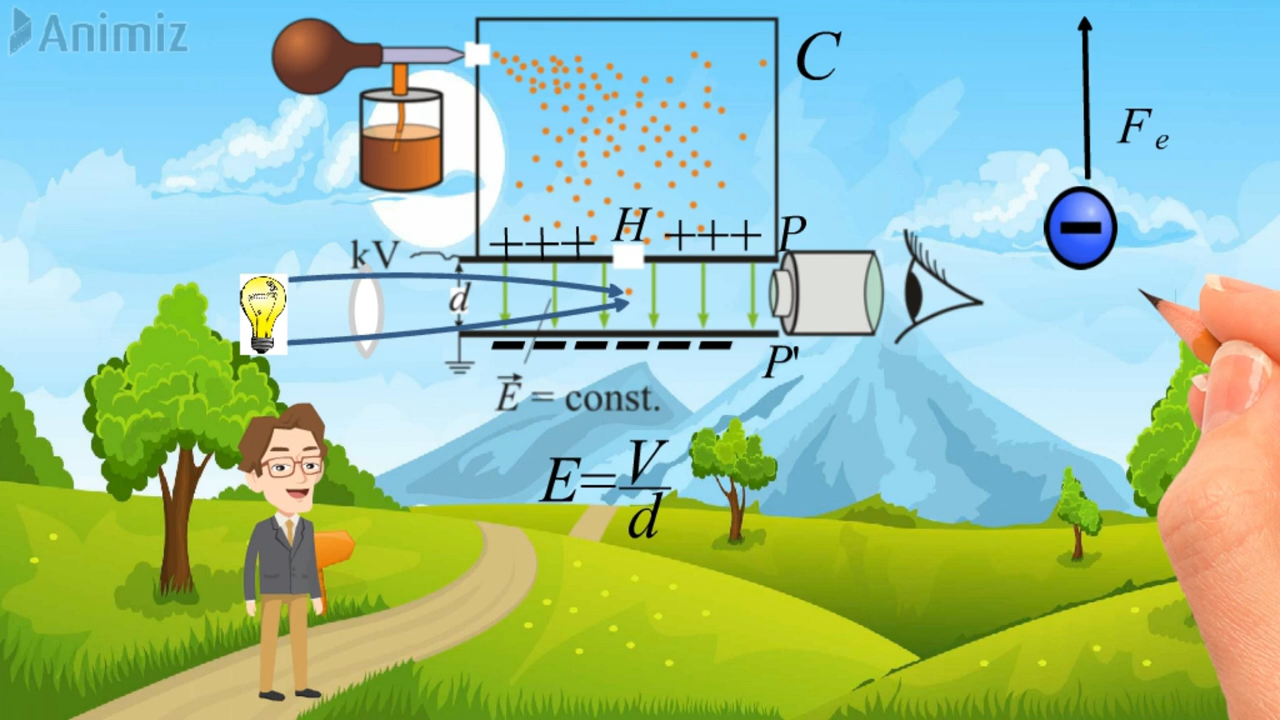 Animiz
C
F e
+++ H +++ P
kV
d
P'
E⃗ = const.
E=V/d